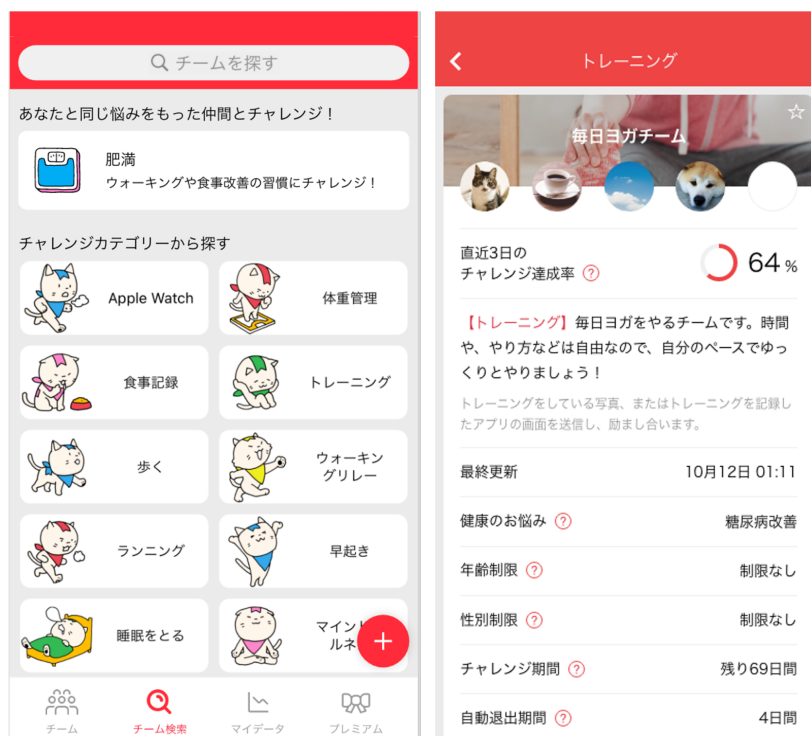 チームを探す
あなたと同じ悩みをもった仲間とチャレンジ！
肥満
ウォーキングや食事改善の習慣にチャレンジ！
チャレンジカテゴリーから探す
Apple Watch
体重管理
食事記録
トレーニング
歩く
ウォーキン
グリレー
ランニング
早起き
睡眠をとる
マインド
ルネ
+
チーム
チーム検索
マイデータ
プレミアム
トレーニング
毎日ヨガチーム
直近3日の
チャレンジ達成率 ?
64 %
【トレーニング】毎日ヨガをやるチームです。時間
や、やり方などは自由なので、自分のペースでゆっ
くりとやりましょう！
トレーニングをしている写真、またはトレーニングを記録し
たアプリの画面を送信し、励まし合います。
最終更新 10月12日 01:11
健康のお悩み ? 糖尿病改善
年齢制限 ? 制限なし
性別制限 ? 制限なし
チャレンジ期間 ? 残り69日間
自動退出期間 ? 4日間